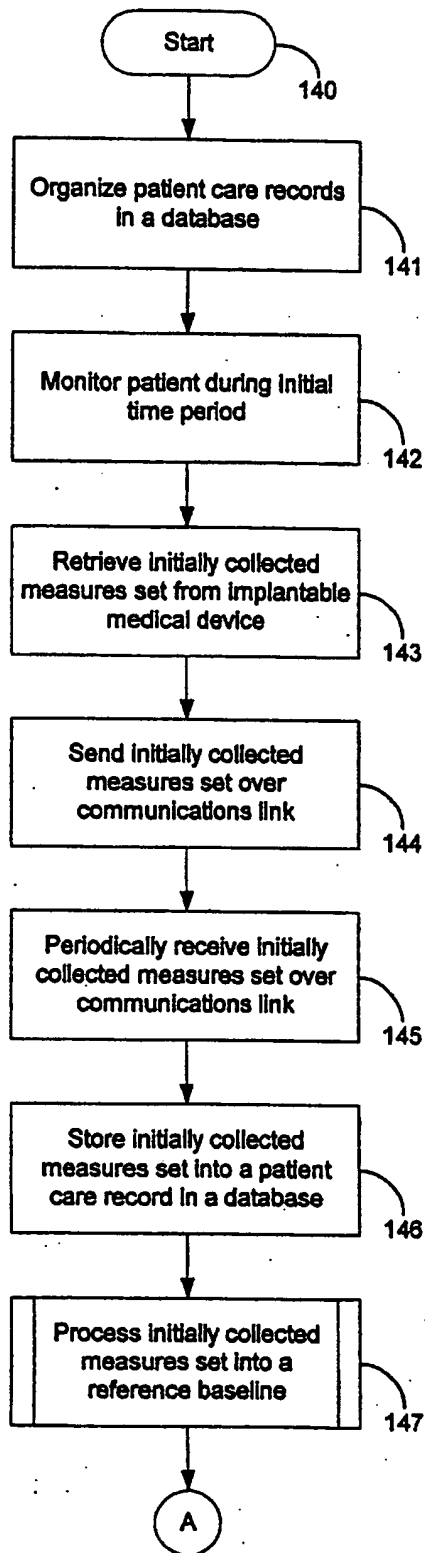 Start
140
Organize patient care records
in a database
141
Monitor patient during initial
time period
142
Retrieve initially collected
measures set from implantable
medical device
143
Send initially collected
measures set over
communications link
144
Periodically receive initially
collected measures set over
communications link
145
Store initially collected
measures set into a patient
care record in a database
146
Process initially collected
measures set into a
reference baseline
147
A